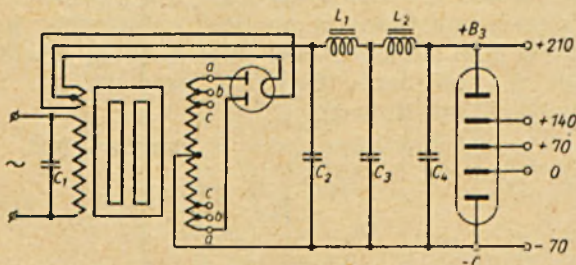 L₁ L₂ +B₃
+210
a
b
c
+140
~ C₁ +70
C₂ C₃ C₄
0
c
b
a
-70
-C